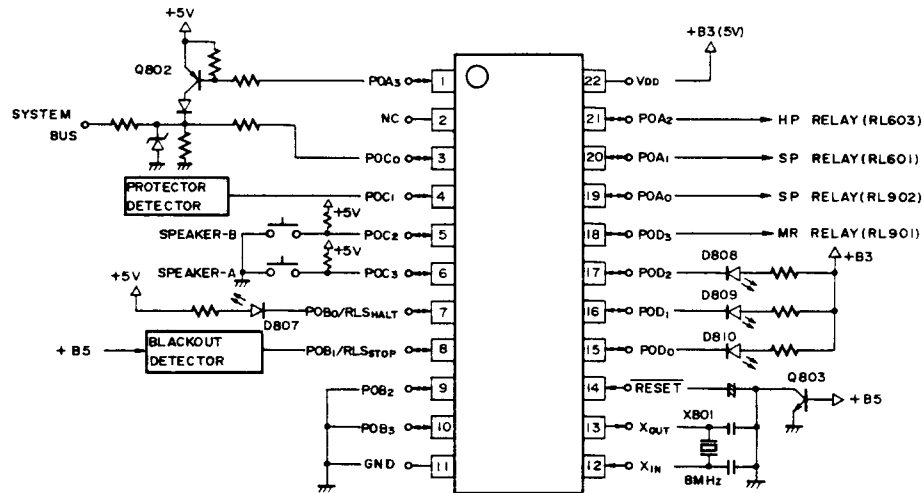 +5V
+B3(5V)
Q802
POA3 1
22 VDD
SYSTEM BUS
NC 2
21 POA2 HP RELAY(RL603)
POC0 3
20 POA1 SP RELAY(RL601)
PROTECTOR DETECTOR
POC1 4
19 POA0 SP RELAY(RL902)
+5V
SPEAKER-B
POC2 5
18 POD3 MR RELAY(RL901)
+5V
SPEAKER-A
POC3 6
17 POD2 D808
+B3
+5V
D807
POB0/RLSHALT 7
16 POD1 D809
+B5
BLACKOUT DETECTOR
POB1/RLSSTOP 8
15 POD0 D810
POB2 9
14 RESET
Q803
+B5
POB3 10
13 XOUT X801
GND 11
12 XIN 8MHz